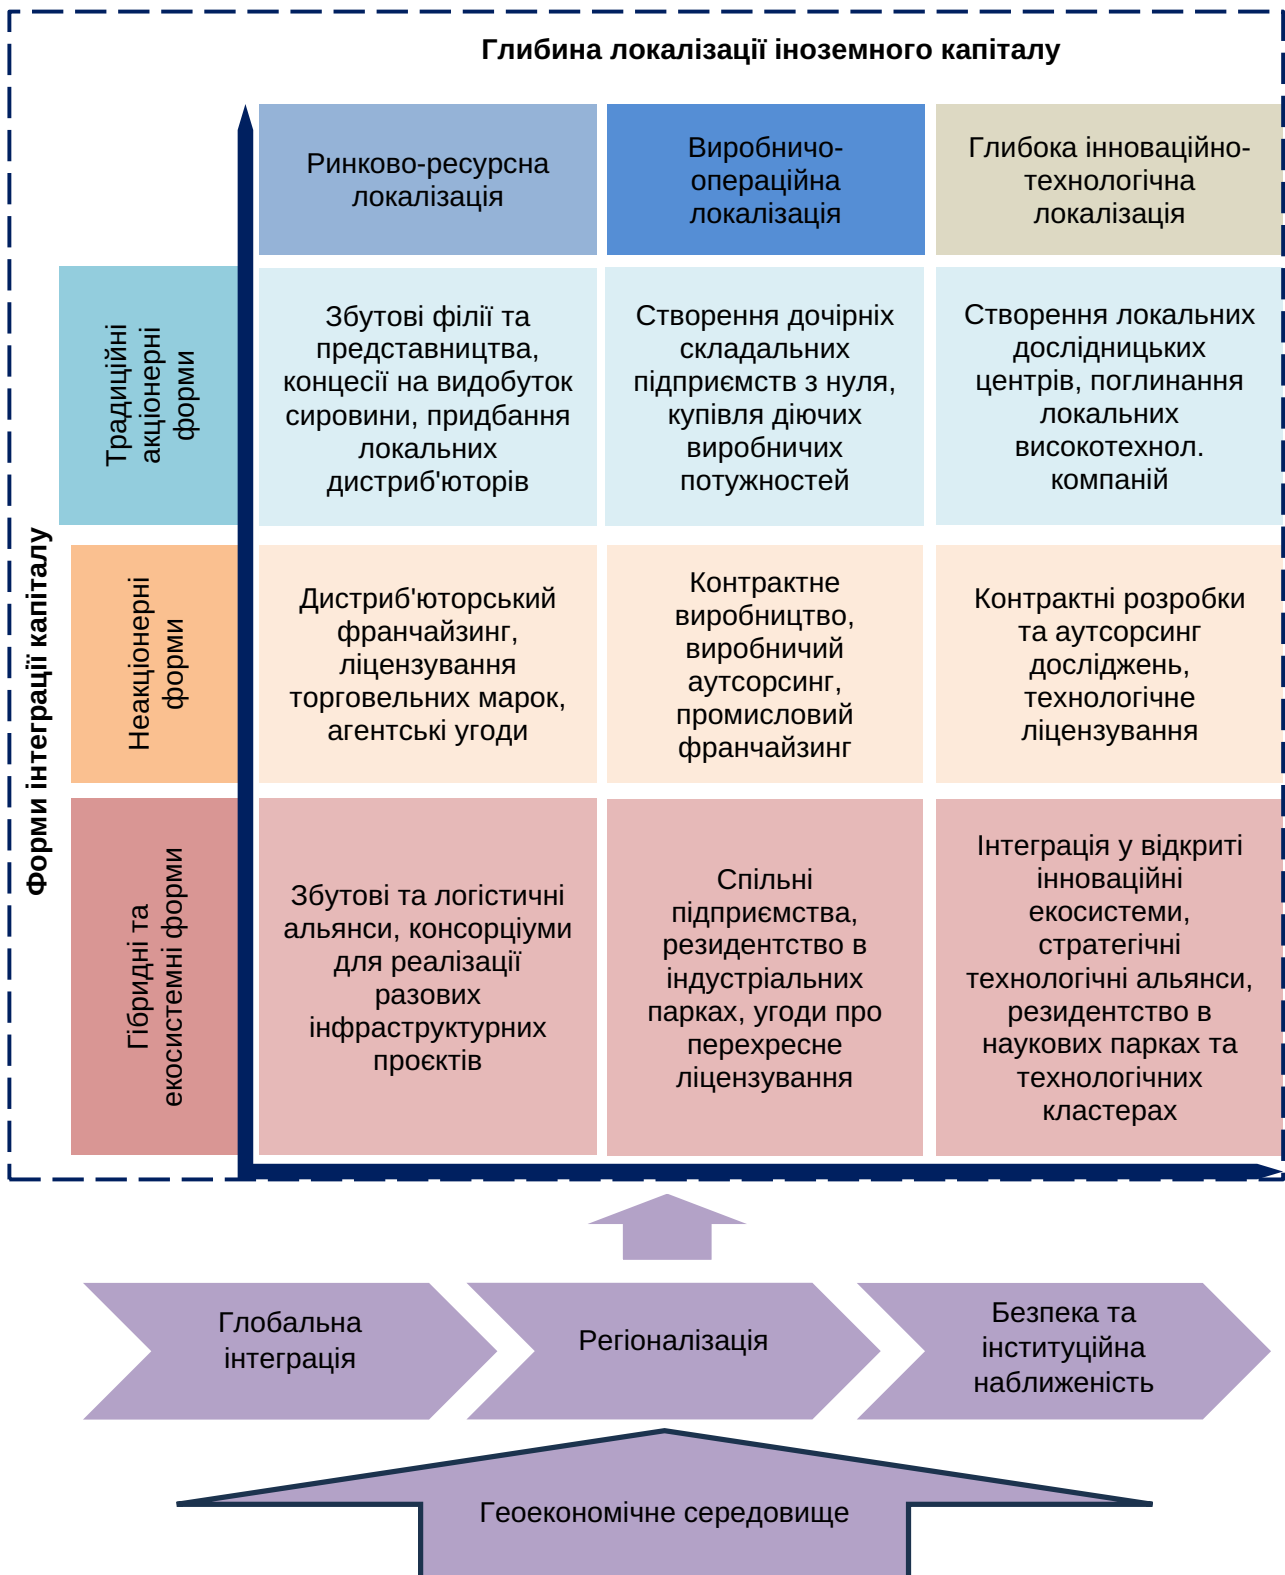 Глибина локалізації іноземного капіталу
Ринково-ресурсна
локалізація
Виробничо-
операційна
локалізація
Глибока інноваційно-
технологічна
локалізація
Форми інтеграції капіталу
Традиційні
акціонерні
форми
Збутові філії та
представництва,
концесії на видобуток
сировини, придбання
локальних
дистриб'юторів
Створення дочірніх
складальних
підприємств з нуля,
купівля діючих
виробничих
потужностей
Створення локальних
дослідницьких
центрів, поглинання
локальних
високотехнол.
компаній
Неакціонерні
форми
Дистриб'юторський
франчайзинг,
ліцензування
торговельних марок,
агентські угоди
Контрактне
виробництво,
виробничий
аутсорсинг,
промисловий
франчайзинг
Контрактні розробки
та аутсорсинг
досліджень,
технологічне
ліцензування
Гібридні та
екосистемні форми
Збутові та логістичні
альянси, консорціуми
для реалізації
разових
інфраструктурних
проєктів
Спільні
підприємства,
резидентство в
індустріальних
парках, угоди про
перехресне
ліцензування
Інтеграція у відкриті
інноваційні
екосистеми,
стратегічні
технологічні альянси,
резидентство в
наукових парках та
технологічних
кластерах
Глобальна
інтеграція
Регіоналізація
Безпека та
інституційна
наближеність
Геоекономічне середовище